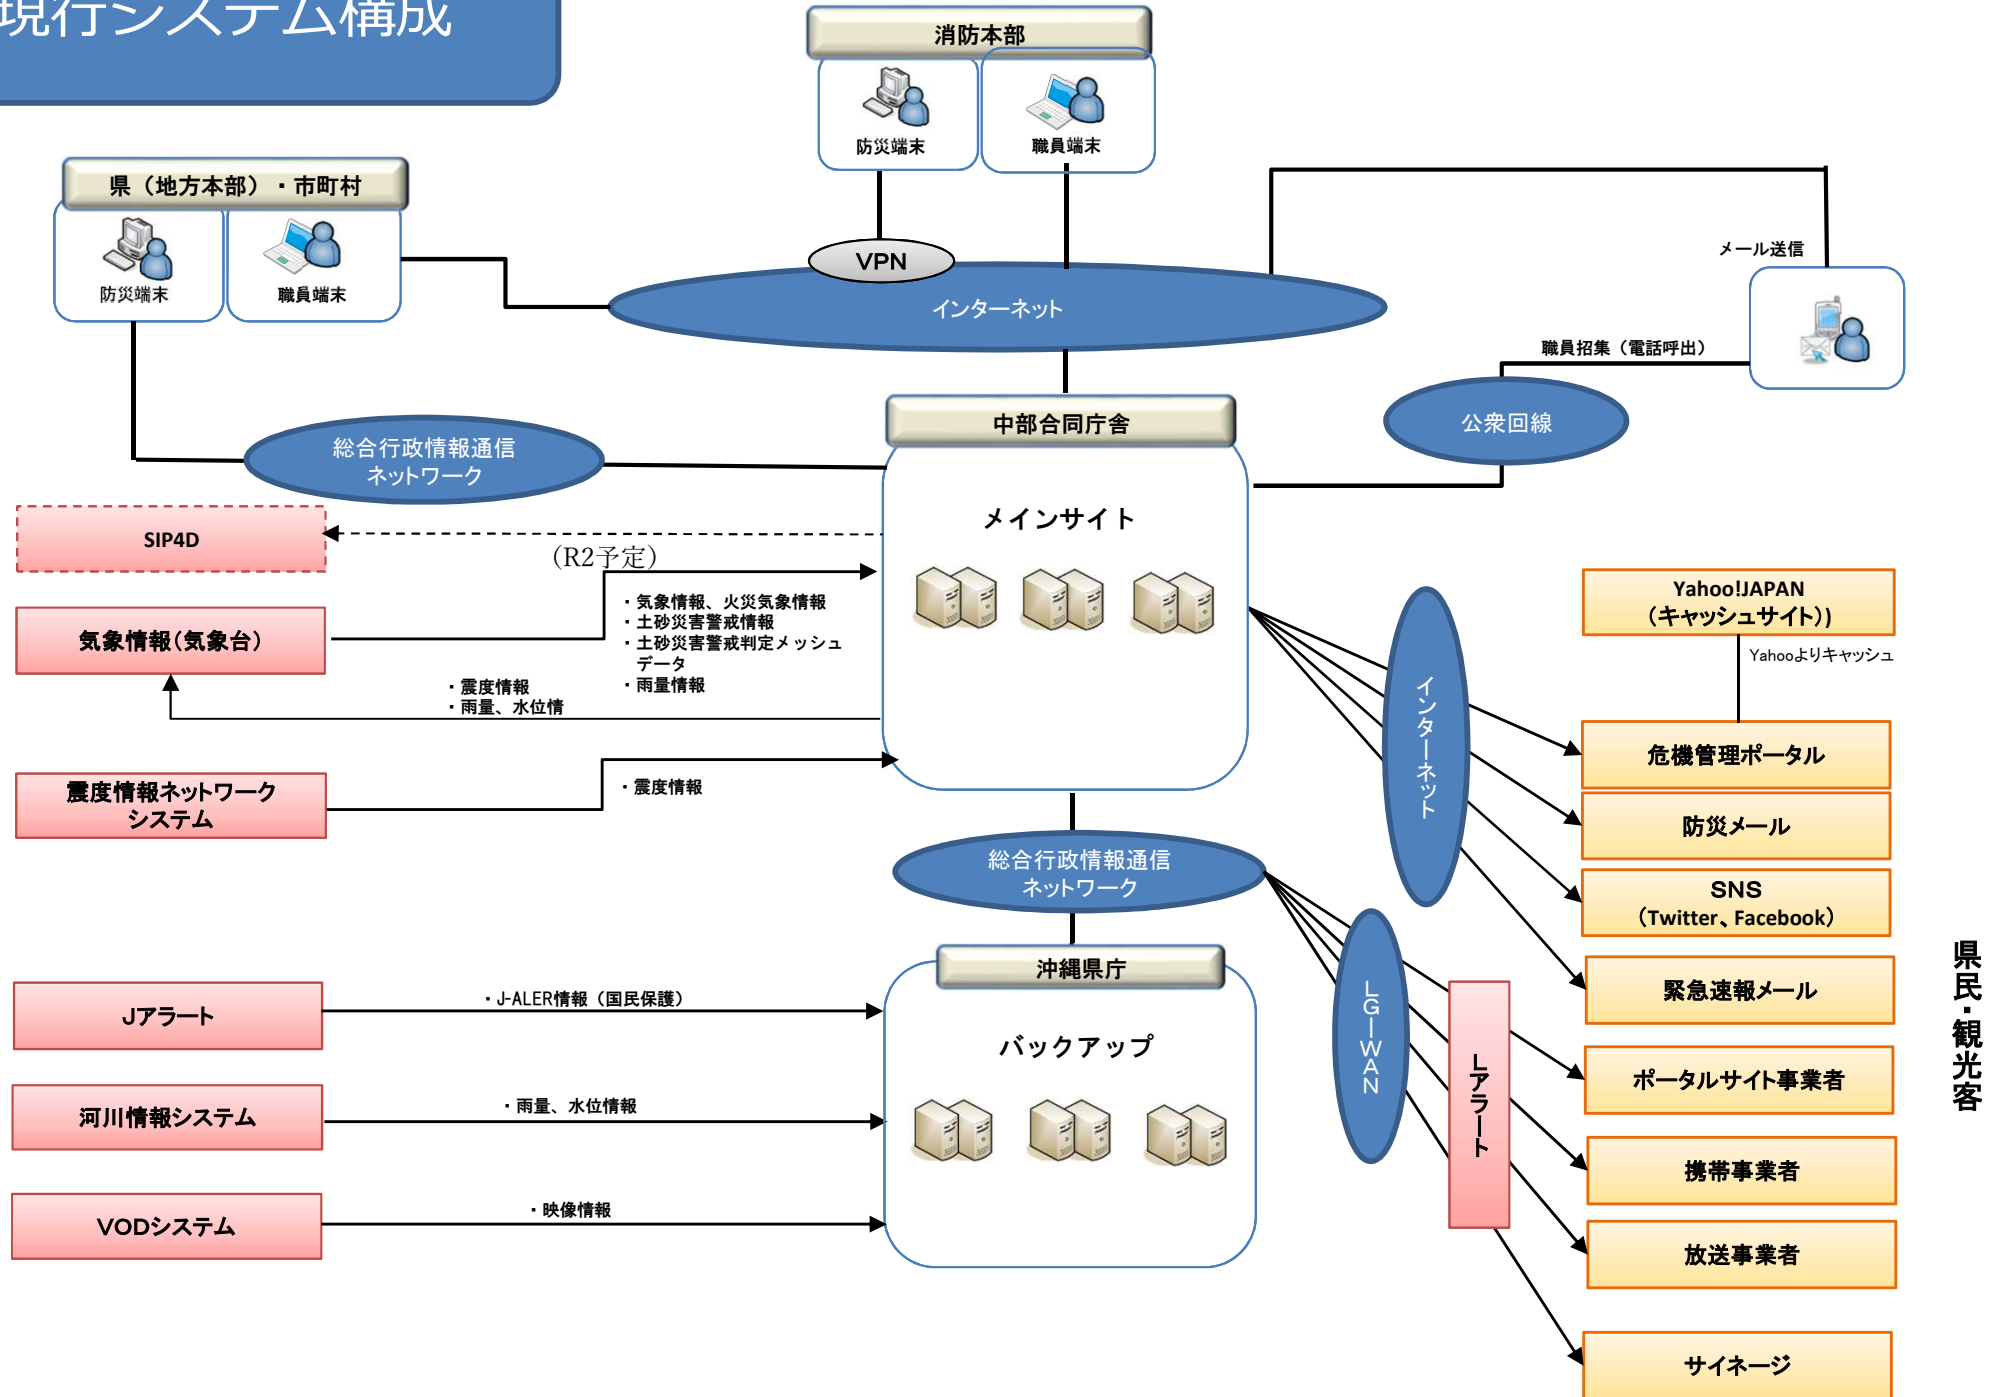 現行システム構成
消防本部
防災端末
職員端末
県（地方本部）・市町村
防災端末
職員端末
VPN
インターネット
メール送信
職員招集（電話呼出）
公衆回線
総合行政情報通信
ネットワーク
中部合同庁舎
メインサイト
SIP4D
（R2予定）
気象情報（気象台）
・気象情報、火災気象情報
・土砂災害警戒情報
・土砂災害警戒判定メッシュ
データ
・雨量情報
・震度情報
・雨量、水位情
震度情報ネットワーク
システム
・震度情報
インターネット
Yahoo!JAPAN
（キャッシュサイト))
Yahooよりキャッシュ
危機管理ポータル
防災メール
SNS
（Twitter、Facebook）
緊急速報メール
総合行政情報通信
ネットワーク
沖縄県庁
バックアップ
Jアラート
・J-ALER情報（国民保護）
河川情報システム
・雨量、水位情報
VODシステム
・映像情報
LGIWAN
Lアラート
ポータルサイト事業者
携帯事業者
放送事業者
サイネージ
県民・観光客